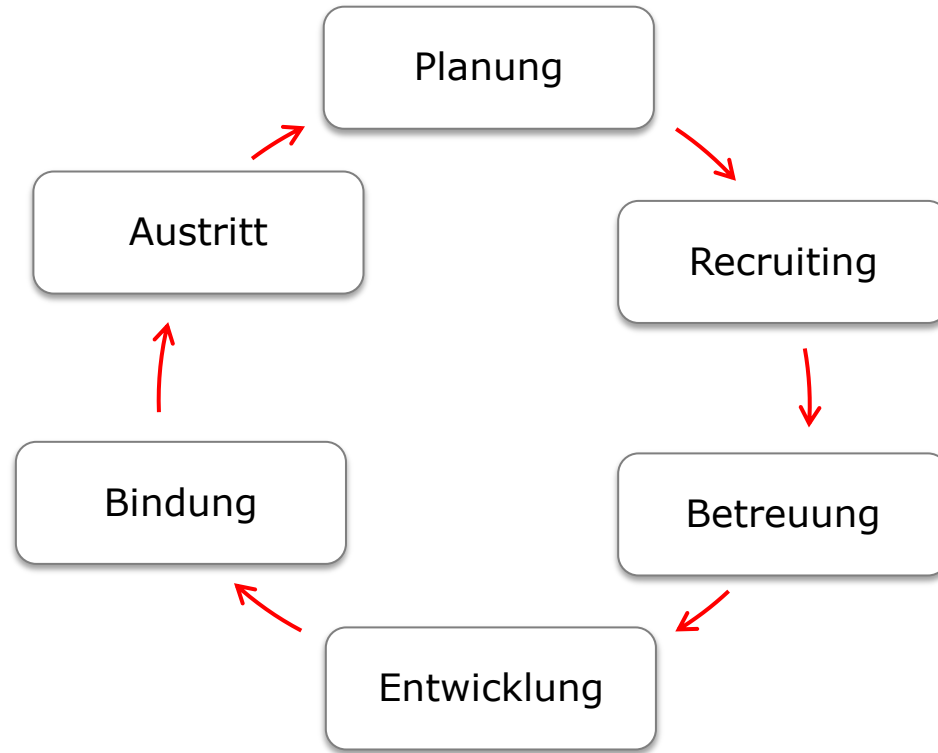 Planung
Recruiting
Betreuung
Entwicklung
Bindung
Austritt